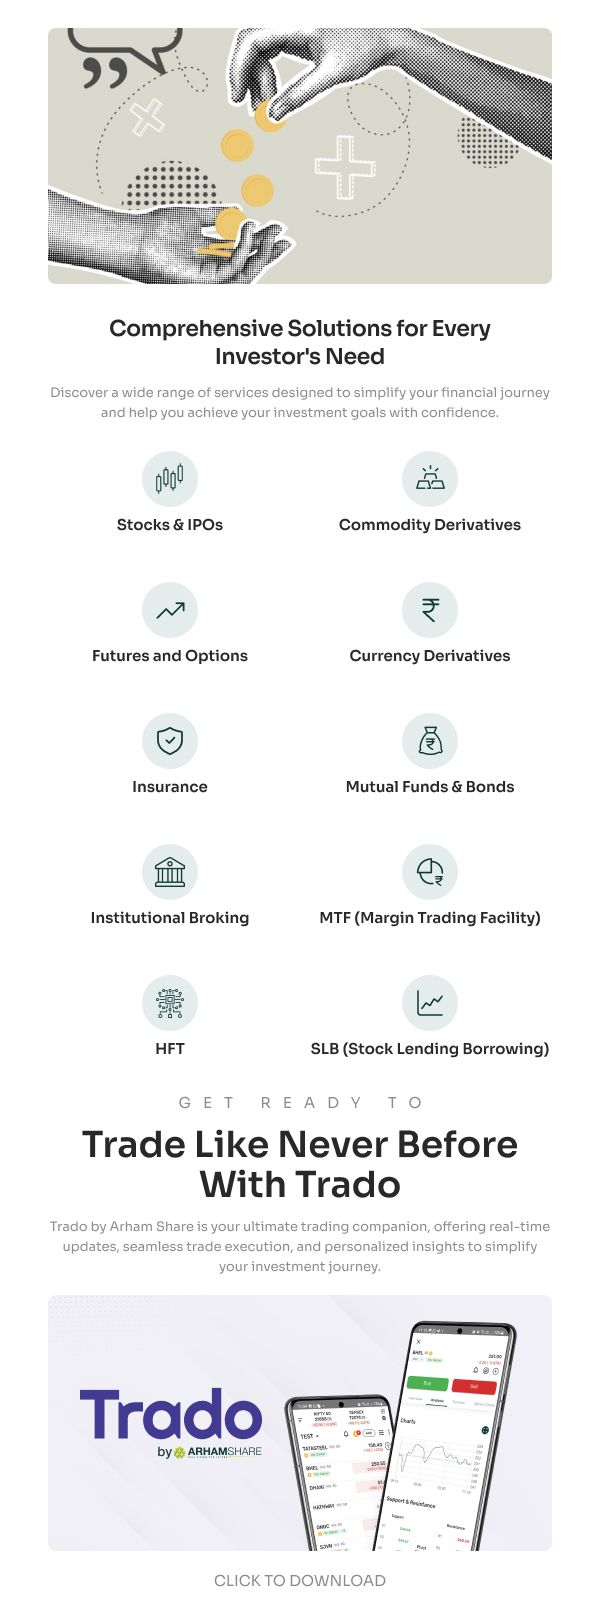 Comprehensive Solutions for Every
Investor's Need
Discover a wide range of services designed to simplify your financial journey
and help you achieve your investment goals with confidence.
Stocks & IPOs
Commodity Derivatives
Futures and Options
Currency Derivatives
Insurance
Mutual Funds & Bonds
Institutional Broking
MTF (Margin Trading Facility)
HFT
SLB (Stock Lending Borrowing)
GET READY TO
Trade Like Never Before
With Trado
Trado by Arham Share is your ultimate trading companion, offering real-time
updates, seamless trade execution, and personalized insights to simplify
your investment journey.
Trado
by ARHAMSHARE
TEST
TATASTEEL
BHEL
HATHWAY
BHEL
Buy
Sell
Analysis
Charts
Support & Resistance
Support
Resistance
CLICK TO DOWNLOAD